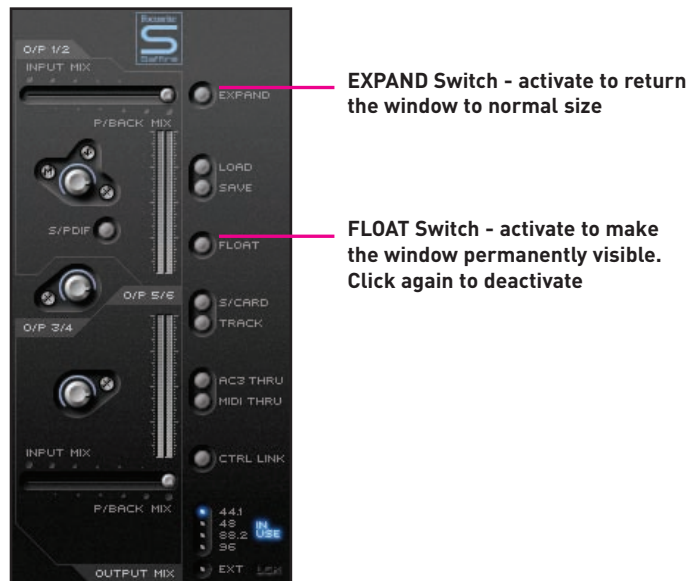 Focusrite
S
Saffire
O/P 1/2
INPUT MIX
EXPAND
P/BACK MIX
LOAD
SAVE
S/PDIF
FLOAT
O/P 5/6
S/CARD
TRACK
O/P 3/4
AC3 THRU
MIDI THRU
INPUT MIX
CTRL LINK
P/BACK MIX
44.1
48
88.2
96
IN USE
EXT
LCK
OUTPUT MIX
EXPAND Switch - activate to return
the window to normal size
FLOAT Switch - activate to make
the window permanently visible.
Click again to deactivate